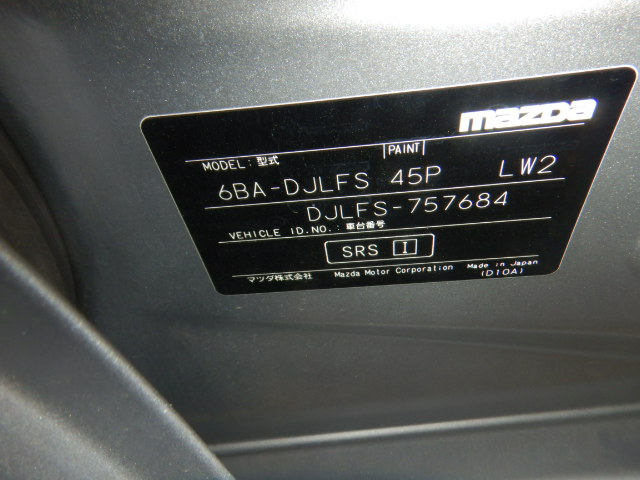 mazda
MODEL: 型式 PAINT
6BA-DJLFS 45P LW2
DJLFS-757684
VEHICLE ID.NO.: 車台番号
SRS I
マツダ株式会社 Mazda Motor Corporation Made in Japan
(D10A)